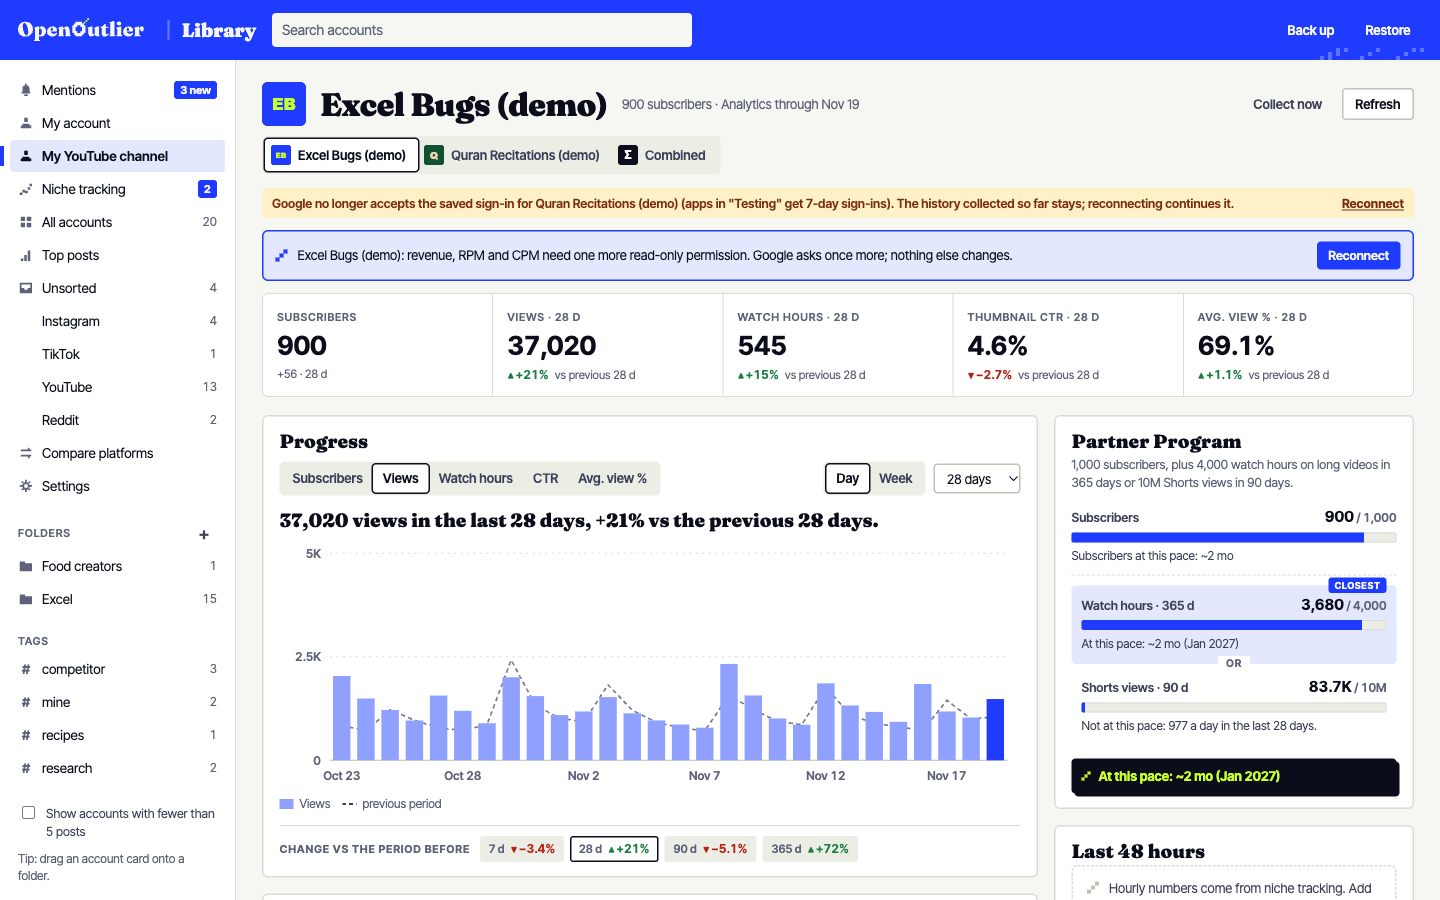 OpenOutlier
Library
Search accounts
Back up
Restore
Mentions
3 new
My account
My YouTube channel
Niche tracking
2
All accounts
20
Top posts
Unsorted
4
Instagram
4
TikTok
1
YouTube
13
Reddit
2
Compare platforms
Settings
FOLDERS
+
Food creators
1
Excel
15
TAGS
# competitor
3
# mine
2
# recipes
1
# research
2
Show accounts with fewer than
5 posts
Tip: drag an account card onto a
folder.
EB
Excel Bugs (demo)
900 subscribers · Analytics through Nov 19
Collect now
Refresh
EB
Excel Bugs (demo)
Q
Quran Recitations (demo)
Σ
Combined
Google no longer accepts the saved sign-in for Quran Recitations (demo) (apps in "Testing" get 7-day sign-ins). The history collected so far stays; reconnecting continues it.
Reconnect
Excel Bugs (demo): revenue, RPM and CPM need one more read-only permission. Google asks once more; nothing else changes.
Reconnect
SUBSCRIBERS
900
+56 · 28 d
VIEWS · 28 D
37,020
▲+21% vs previous 28 d
WATCH HOURS · 28 D
545
▲+15% vs previous 28 d
THUMBNAIL CTR · 28 D
4.6%
▼−2.7% vs previous 28 d
AVG. VIEW % · 28 D
69.1%
▲+1.1% vs previous 28 d
Progress
Subscribers
Views
Watch hours
CTR
Avg. view %
Day
Week
28 days
37,020 views in the last 28 days, +21% vs the previous 28 days.
5K
2.5K
0
Oct 23
Oct 28
Nov 2
Nov 7
Nov 12
Nov 17
Views
previous period
CHANGE VS THE PERIOD BEFORE
7 d ▼−3.4%
28 d ▲+21%
90 d ▼−5.1%
365 d ▲+72%
Partner Program
1,000 subscribers, plus 4,000 watch hours on long videos in
365 days or 10M Shorts views in 90 days.
Subscribers
900 / 1,000
Subscribers at this pace: ~2 mo
CLOSEST
Watch hours · 365 d
3,680 / 4,000
At this pace: ~2 mo (Jan 2027)
OR
Shorts views · 90 d
83.7K / 10M
Not at this pace: 977 a day in the last 28 days.
At this pace: ~2 mo (Jan 2027)
Last 48 hours
Hourly numbers come from niche tracking. Add